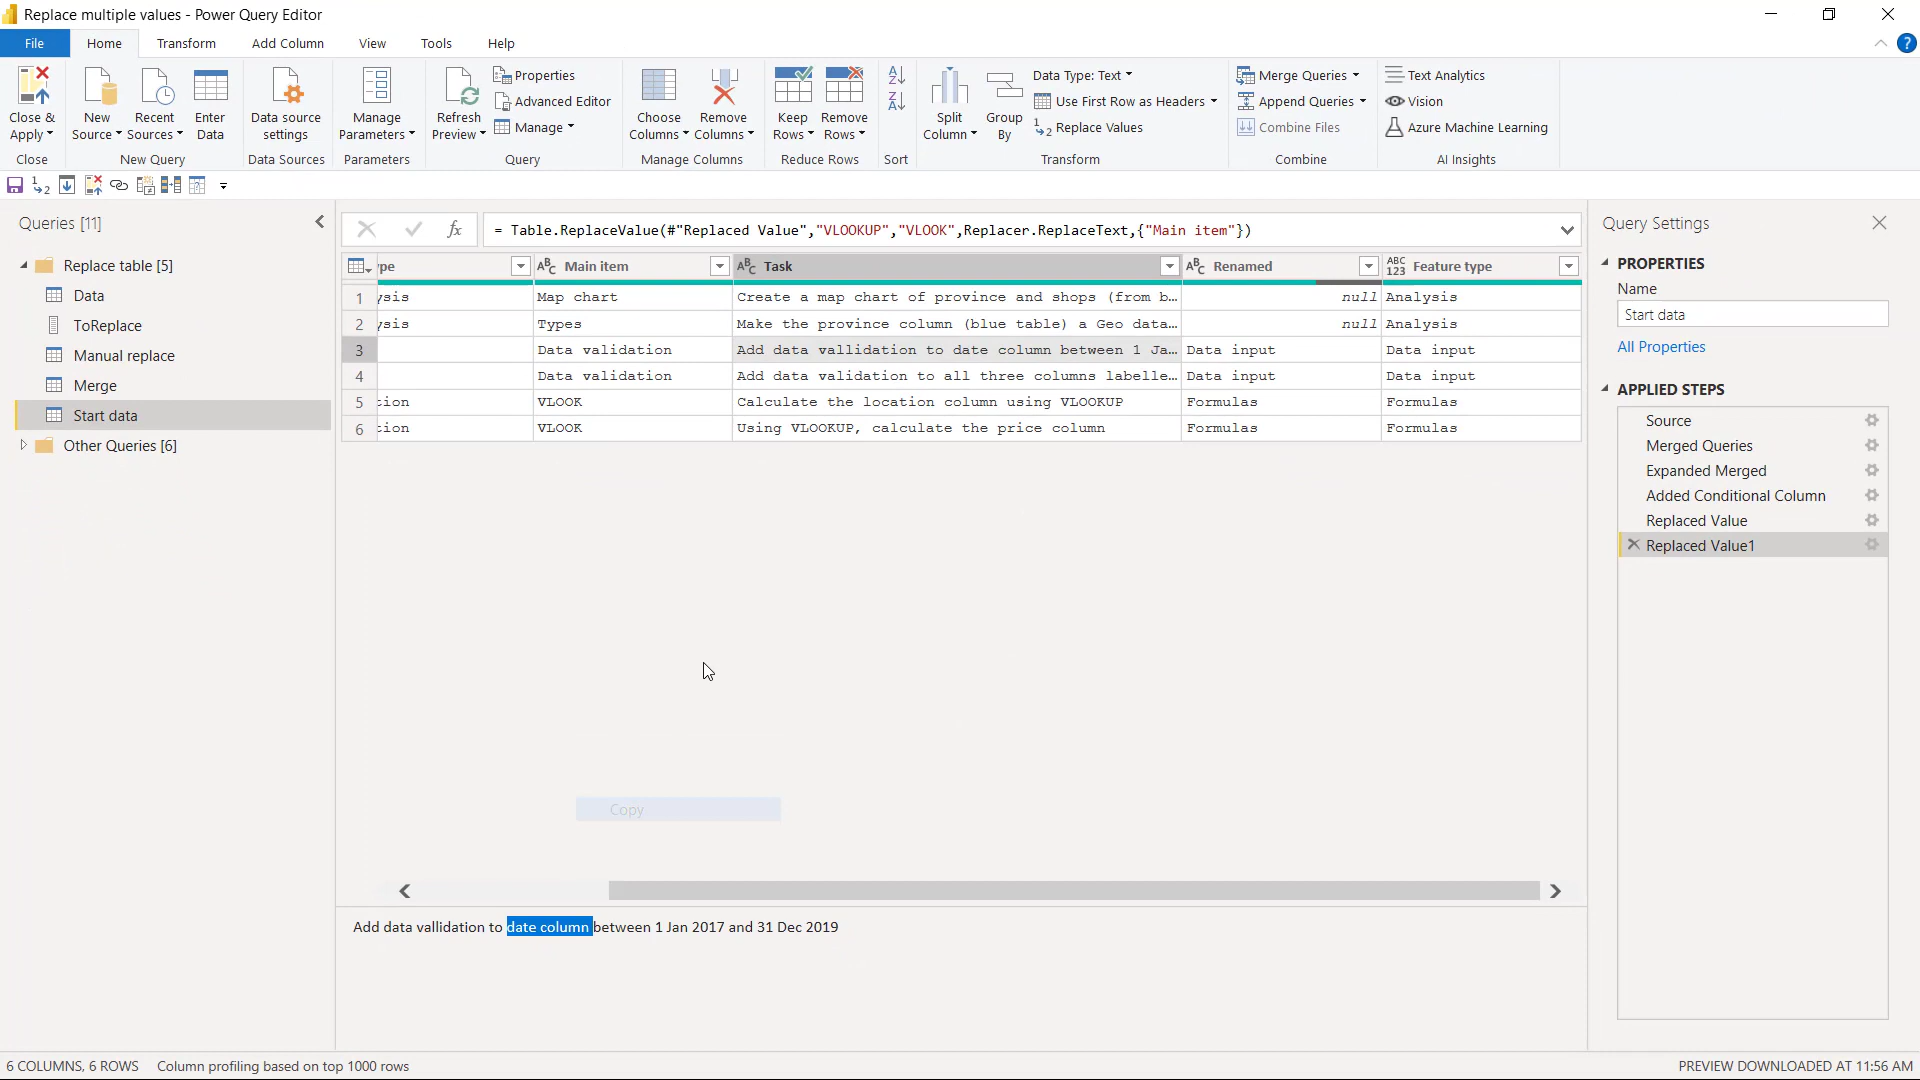 Replace multiple values - Power Query Editor
File Home Transform Add Column View Tools Help
Close & Apply
New Source
Recent Sources
Enter Data
Data source settings
Manage Parameters
Refresh Preview
Properties
Advanced Editor
Manage
Choose Columns
Remove Columns
Keep Rows
Remove Rows
A Z
Z A
Split Column
Group By
Data Type: Text
Use First Row as Headers
Replace Values
Merge Queries
Append Queries
Combine Files
Text Analytics
Vision
Azure Machine Learning
Close New Query Data Sources Parameters Query Manage Columns Reduce Rows Sort Transform Combine AI Insights
Queries [11]
Replace table [5]
Data
ToReplace
Manual replace
Merge
Start data
Other Queries [6]
fx = Table.ReplaceValue(#"Replaced Value","VLOOKUP","VLOOK",Replacer.ReplaceText,{"Main item"})
ype ABC Main item ABC Task ABC Renamed ABC 123 Feature type
1 ysis Map chart Create a map chart of province and shops (from b... null Analysis
2 ysis Types Make the province column (blue table) a Geo data... null Analysis
3 Data validation Add data vallidation to date column between 1 Ja... Data input Data input
4 Data validation Add data validation to all three columns labelle... Data input Data input
5 tion VLOOK Calculate the location column using VLOOKUP Formulas Formulas
6 tion VLOOK Using VLOOKUP, calculate the price column Formulas Formulas
Copy
Add data vallidation to date column between 1 Jan 2017 and 31 Dec 2019
Query Settings
PROPERTIES
Name
Start data
All Properties
APPLIED STEPS
Source
Merged Queries
Expanded Merged
Added Conditional Column
Replaced Value
Replaced Value1
6 COLUMNS, 6 ROWS Column profiling based on top 1000 rows PREVIEW DOWNLOADED AT 11:56 AM